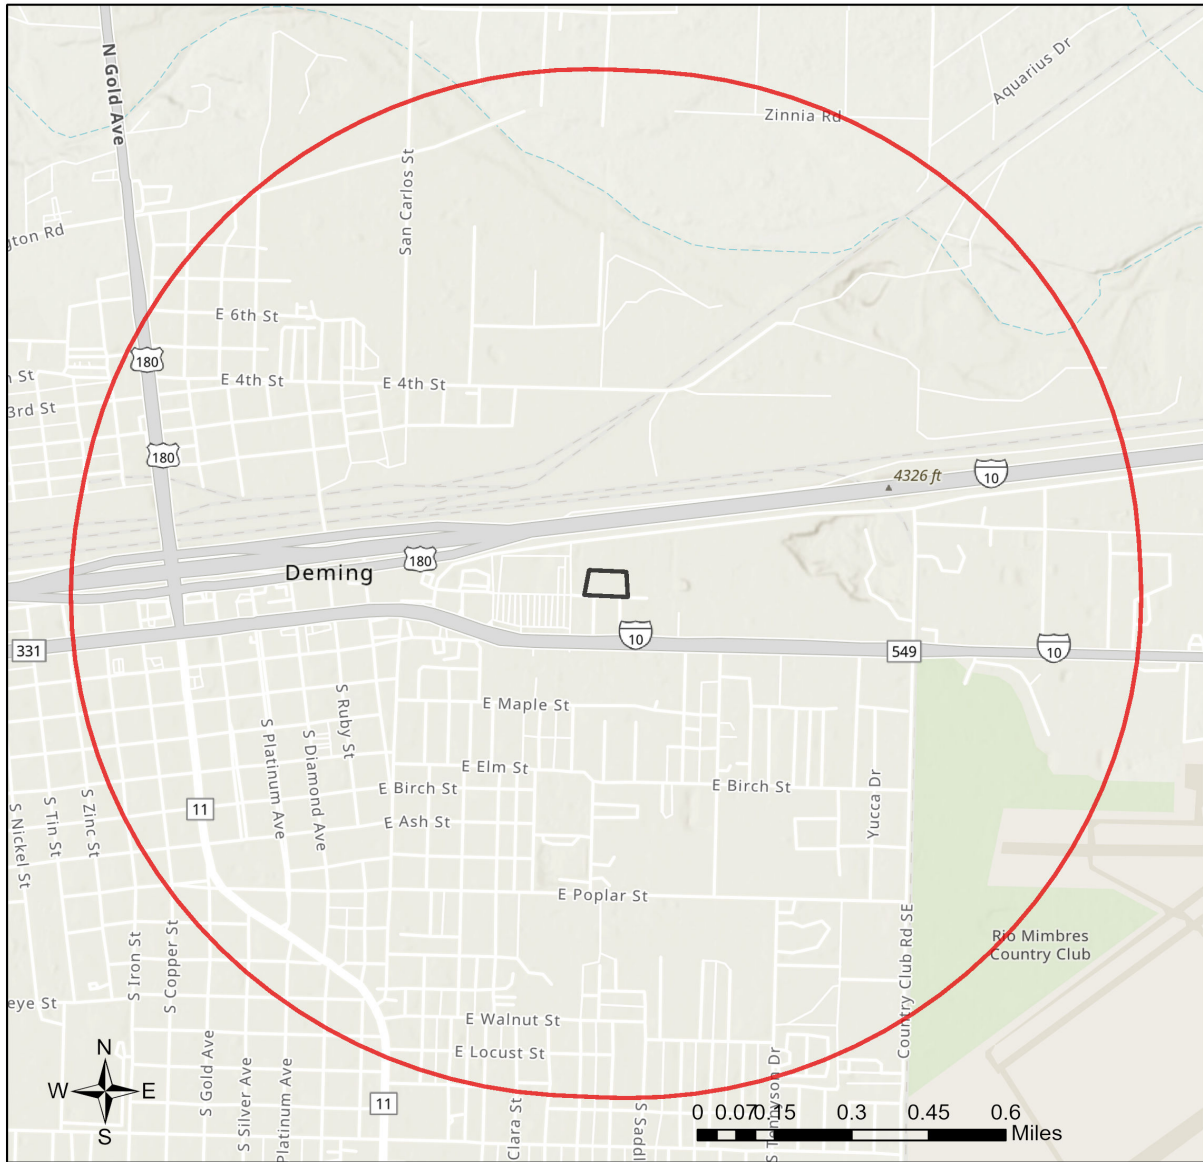 N Gold Ave
Aquarius Dr
Zinnia Rd
San Carlos St
gton Rd
E 6th St
180
E 4th St
E 4th St
n St
3rd St
180
4326 ft
10
180
Deming
10
331
549
10
E Maple St
S Ruby St
S Platinum Ave
S Diamond Ave
E Elm St
E Birch St
E Birch St
11
Yucca Dr
S Nickel St
S Tin St
S Zinc St
E Ash St
E Poplar St
Country Club Rd SE
Rio Mimbres
Country Club
S Iron St
S Copper St
eye St
E Walnut St
E Locust St
N
W E
S
S Gold Ave
S Silver Ave
Platinum Ave
11
Clara St
S Saddl
S Tennyson Dr
0 0.07 0.15 0.3 0.45 0.6
Miles